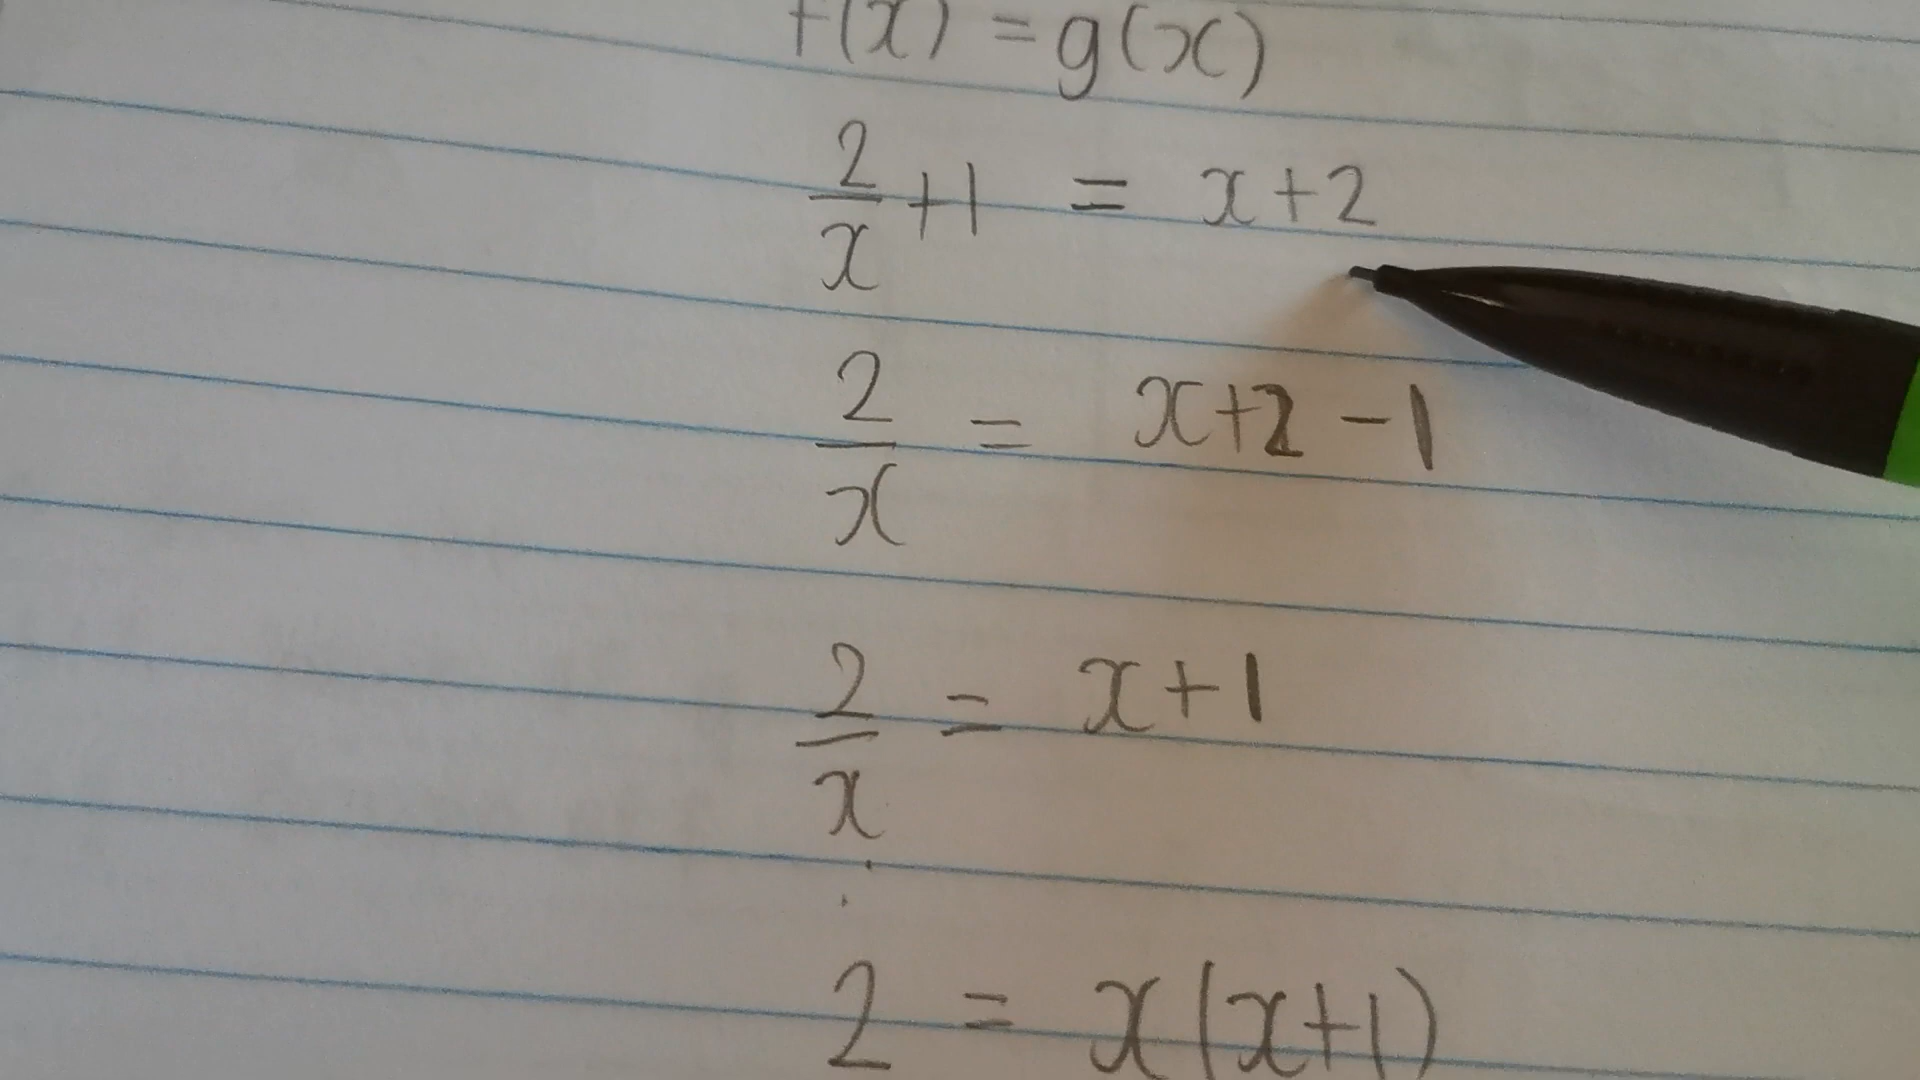 f(x) = g(x)
2/x + 1 = x + 2
2/x = x + 2 - 1
2/x = x + 1
2 = x(x + 1)